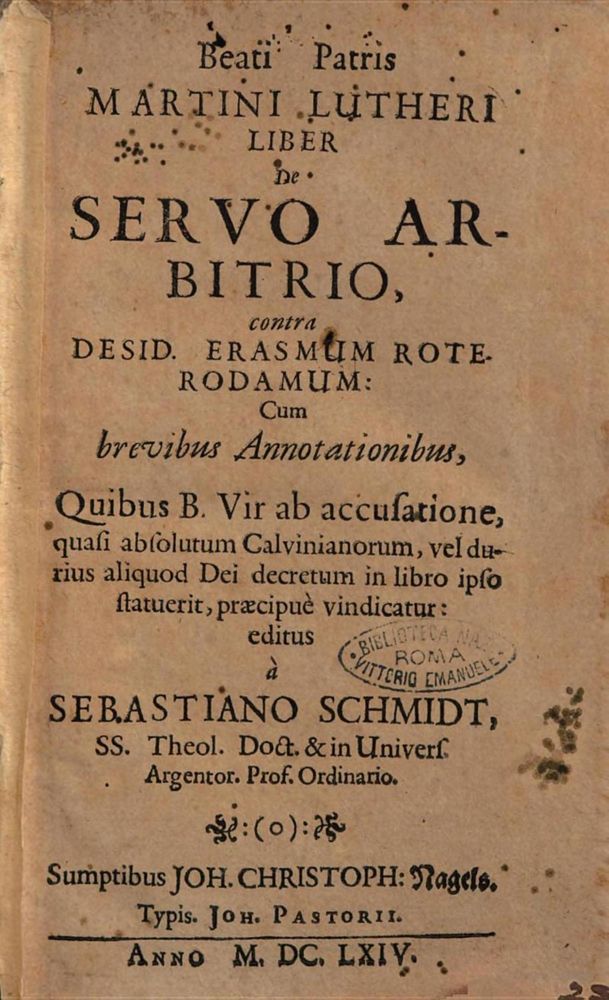 Beati Patris
MARTINI LUTHERI
LIBER
De
SERVO AR-
BITRIO,
contra
DESID. ERASMUM ROTE-
RODAMUM:
Cum
brevibus Annotationibus,
Quibus B. Vir ab accuſatione,
quaſi abſolutum Calvinianorum, vel du-
rius aliquod Dei decretum in libro ipſo
ſtatuerit, præcipuè vindicatur:
editus
à
BIBLIOTECA NAZ.
ROMA
VITTORIO EMANUELE
SEBASTIANO SCHMIDT,
SS. Theol. Doct. & in Univerſ.
Argentor. Prof. Ordinario.
:(o):
Sumptibus JOH. CHRISTOPH: Nagels.
Typis. JOH. PASTORII.
ANNO M. DC. LXIV.